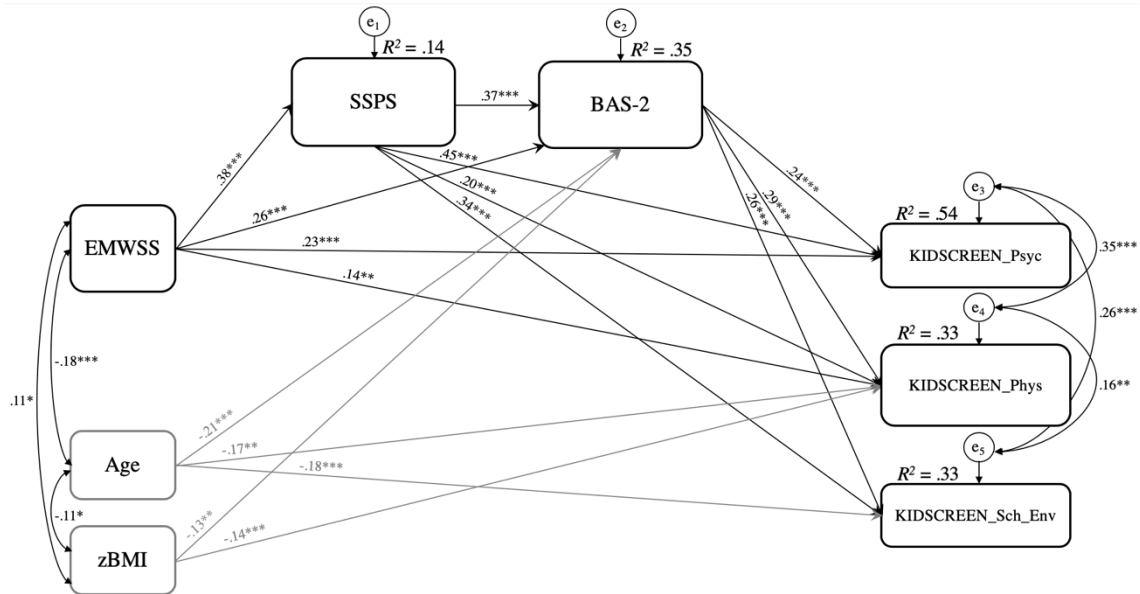 e1
R² = .14
e2
R² = .35
SSPS
.37***
BAS-2
.38***
.45***
.20***
.34***
.24***
.29***
.26***
e3
R² = .54
.26***
EMWSS
.23***
KIDSCREEN_Psyc
.35***
.14**
e4
.26***
R² = .33
-.18***
.11*
KIDSCREEN_Phys
.16**
-.21***
-.17**
e5
Age
-.18***
R² = .33
-.11*
-.13**
-.14***
KIDSCREEN_Sch_Env
zBMI